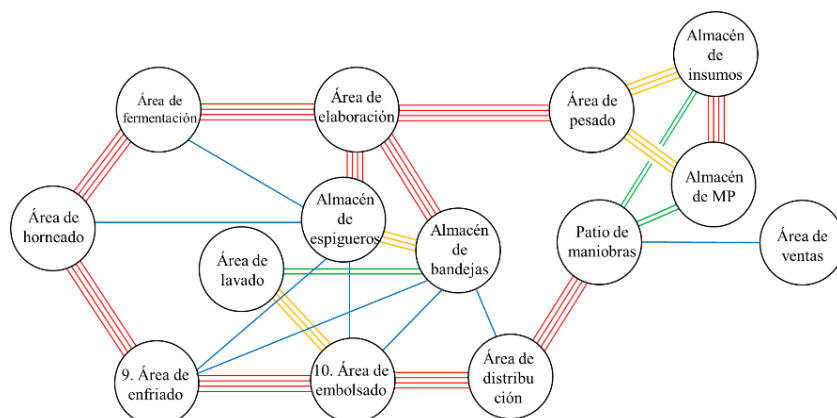 Almacén
de
insumos
Área de
fermentación
Área de
elaboración
Área de
pesado
Almacén
de MP
Área de
horneado
Almacén
de
espigueros
Almacén
de
bandejas
Patio de
maniobras
Área de
ventas
Área de
lavado
9. Área de
enfriado
10. Área de
embolsado
Área de
distribu
ción